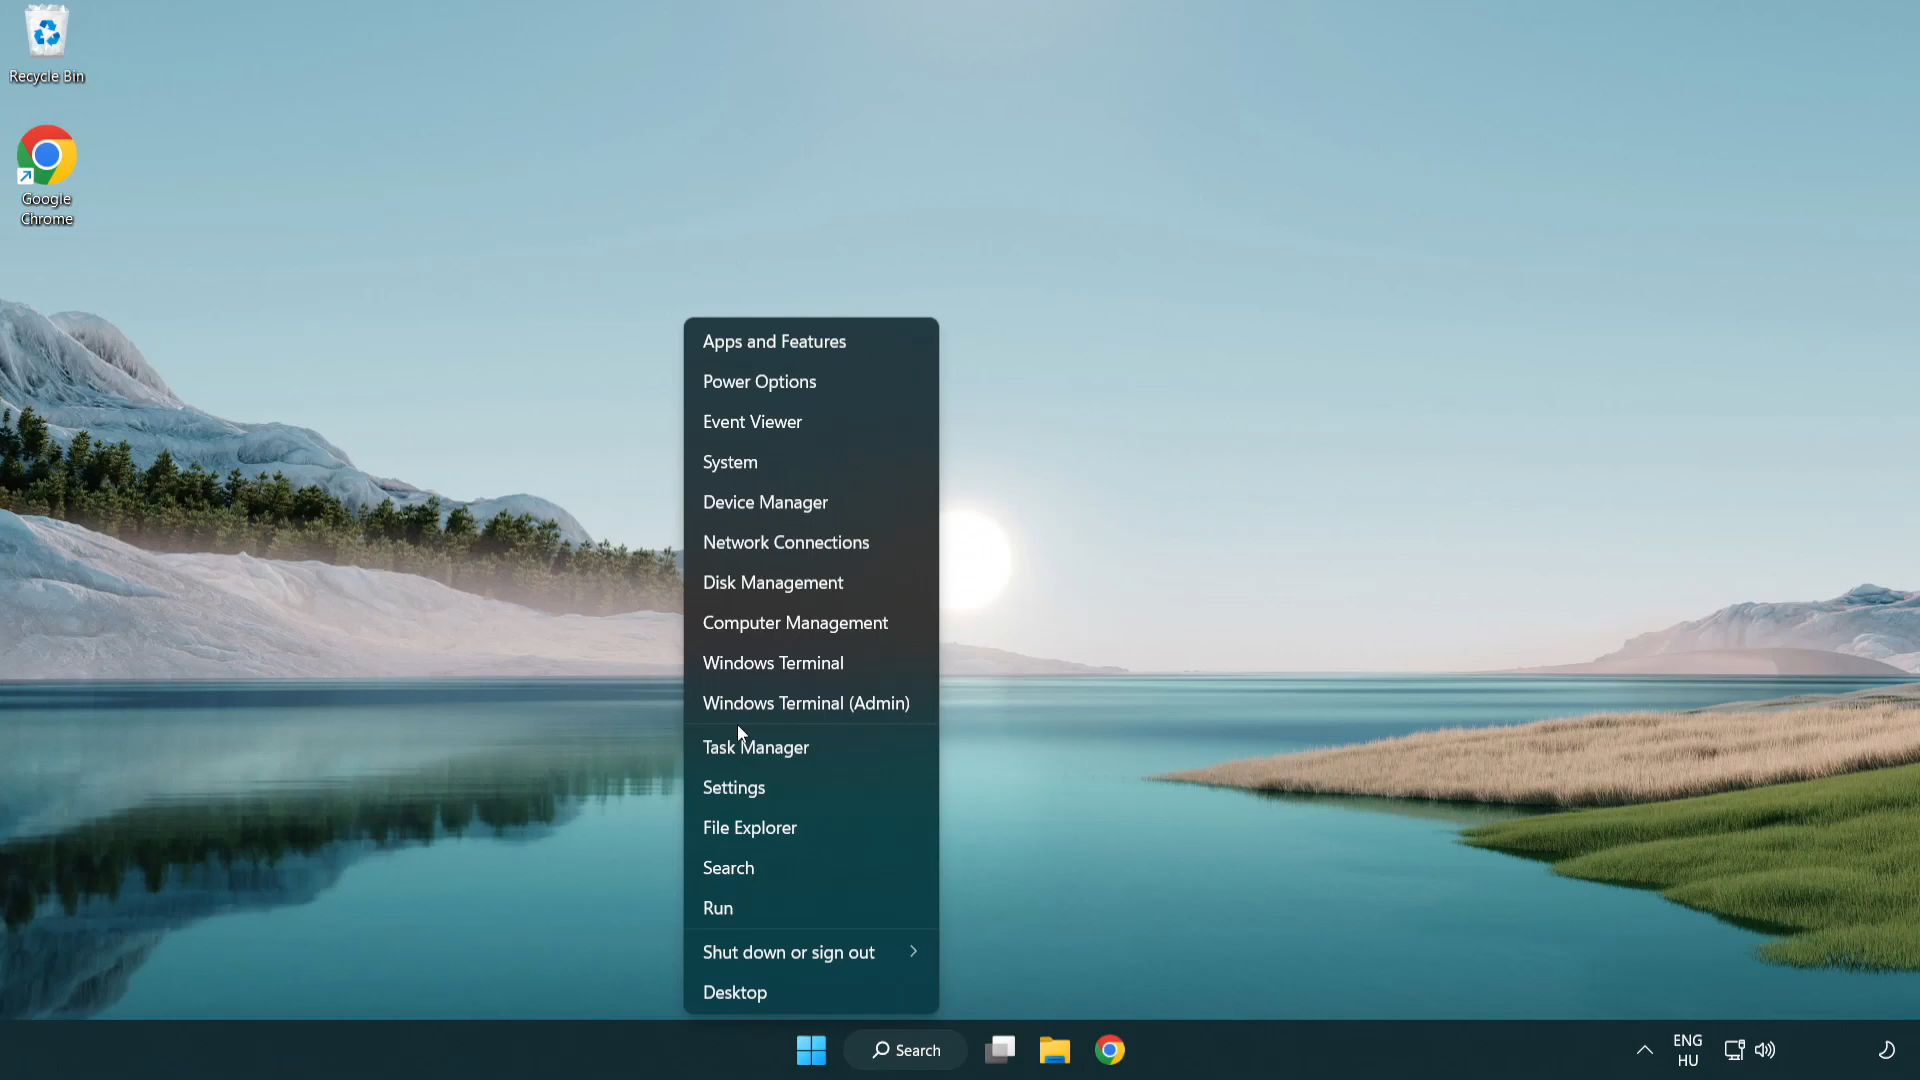 Recycle Bin
Google
Chrome
Apps and Features
Power Options
Event Viewer
System
Device Manager
Network Connections
Disk Management
Computer Management
Windows Terminal
Windows Terminal (Admin)
Task Manager
Settings
File Explorer
Search
Run
Shut down or sign out
Desktop
Search
ENG
HU